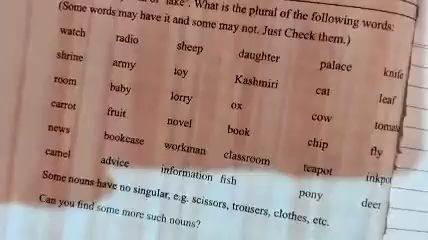 "lake". What is the plural of the following words:
(Some words may have it and some may not. Just Check them.)
watch radio sheep daughter palace knife
shrine army toy Kashmiri cat leaf
room baby lorry ox cow
carrot fruit novel book chip fly
news bookcase workman classroom teapot
camel advice information fish pony deer
Some nouns have no singular, e.g. scissors, trousers, clothes, etc.
Can you find some more such nouns?